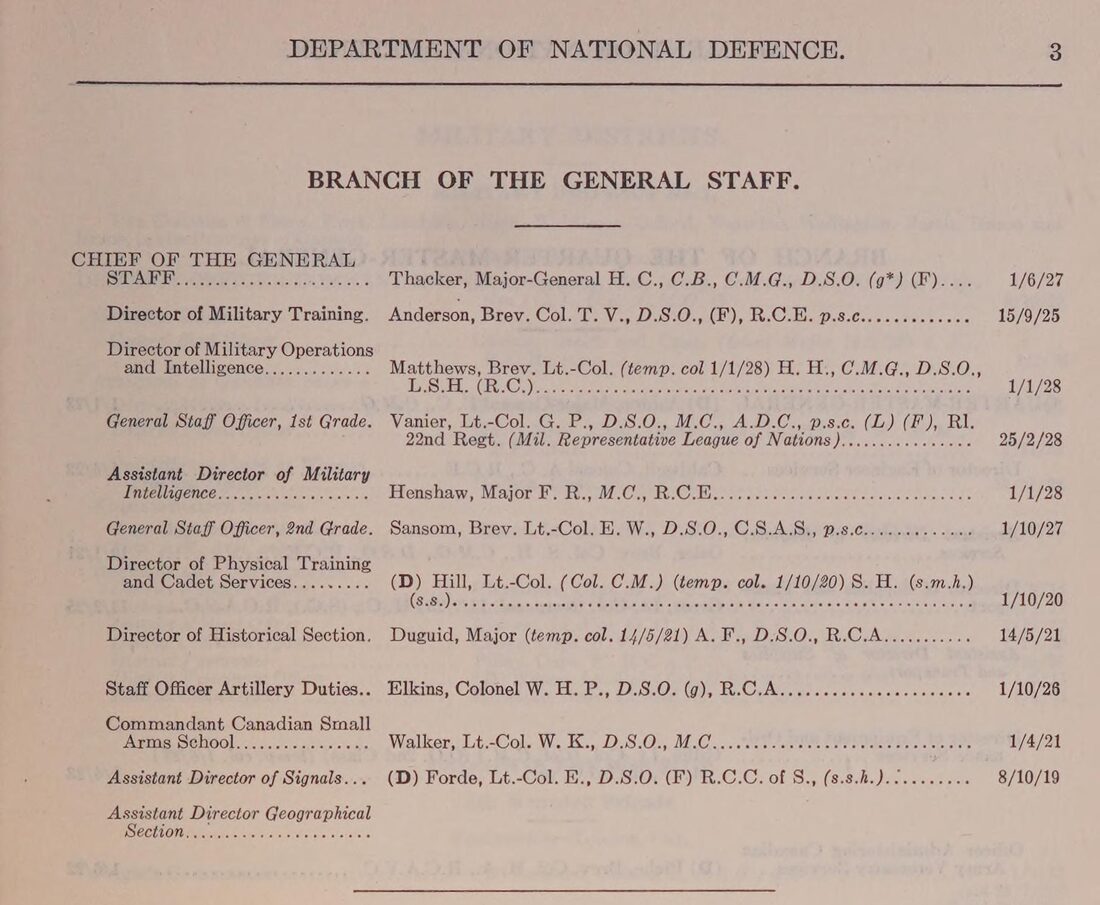 DEPARTMENT OF NATIONAL DEFENCE. 3
BRANCH OF THE GENERAL STAFF.
CHIEF OF THE GENERAL
STAFF........................ Thacker, Major-General H. C., C.B., C.M.G., D.S.O. (g*) (F).... 1/6/27
Director of Military Training. Anderson, Brev. Col. T. V., D.S.O., (F), R.C.E. p.s.c............. 15/9/25
Director of Military Operations
and Intelligence............. Matthews, Brev. Lt.-Col. (temp. col 1/1/28) H. H., C.M.G., D.S.O.,
L.S.H. (R.C.)...................................................... 1/1/28
General Staff Officer, 1st Grade. Vanier, Lt.-Col. G. P., D.S.O., M.C., A.D.C., p.s.c. (L) (F), Rl.
22nd Regt. (Mil. Representative League of Nations)................ 25/2/28
Assistant Director of Military
Intelligence................... Henshaw, Major F. R., M.C., R.C.E................................ 1/1/28
General Staff Officer, 2nd Grade. Sansom, Brev. Lt.-Col. E. W., D.S.O., C.S.A.S., p.s.c............. 1/10/27
Director of Physical Training
and Cadet Services......... (D) Hill, Lt.-Col. (Col. C.M.) (temp. col. 1/10/20) S. H. (s.m.h.)
(s.s.)................................................................ 1/10/20
Director of Historical Section. Duguid, Major (temp. col. 14/5/21) A. F., D.S.O., R.C.A........... 14/5/21
Staff Officer Artillery Duties.. Elkins, Colonel W. H. P., D.S.O. (g), R.C.A....................... 1/10/26
Commandant Canadian Small
Arms School................. Walker, Lt.-Col. W. K., D.S.O., M.C................................ 1/4/21
Assistant Director of Signals... (D) Forde, Lt.-Col. E., D.S.O. (F) R.C.C. of S., (s.s.h.)........... 8/10/19
Assistant Director Geographical
Section.......................